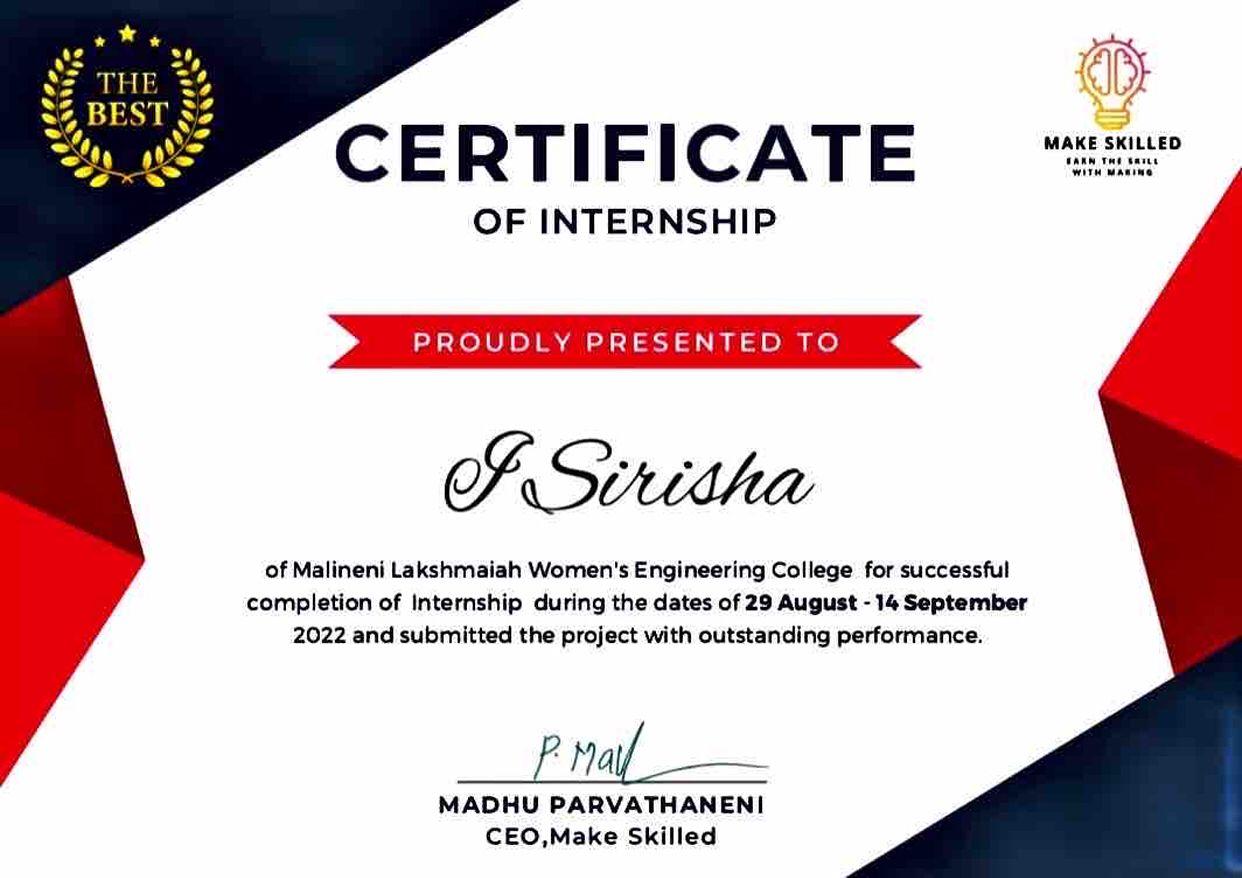 THE
BEST
MAKE SKILLED
EARN THE SKILL
WITH MAKING
CERTIFICATE
OF INTERNSHIP
PROUDLY PRESENTED TO
I Sirisha
of Malineni Lakshmaiah Women's Engineering College for successful
completion of Internship during the dates of 29 August - 14 September
2022 and submitted the project with outstanding performance.
P. Mad
MADHU PARVATHANENI
CEO,Make Skilled